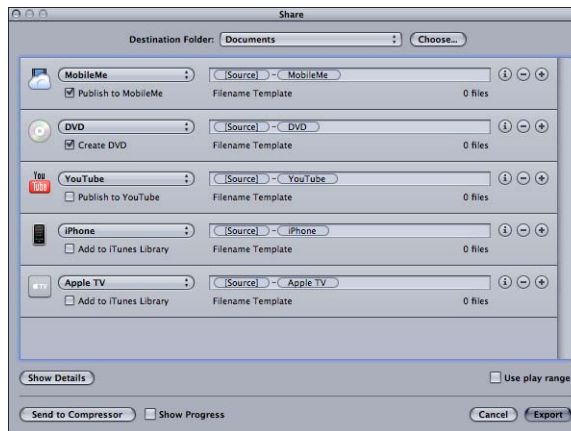 Share
Destination Folder: Documents Choose...
MobileMe [Source] - MobileMe
Publish to MobileMe Filename Template 0 files
DVD [Source] - DVD
Create DVD Filename Template 0 files
You
Tube
YouTube [Source] - YouTube
Publish to YouTube Filename Template 0 files
iPhone [Source] - iPhone
Add to iTunes Library Filename Template 0 files
Apple TV [Source] - Apple TV
Add to iTunes Library Filename Template 0 files
Show Details Use play range
Send to Compressor Show Progress Cancel Export